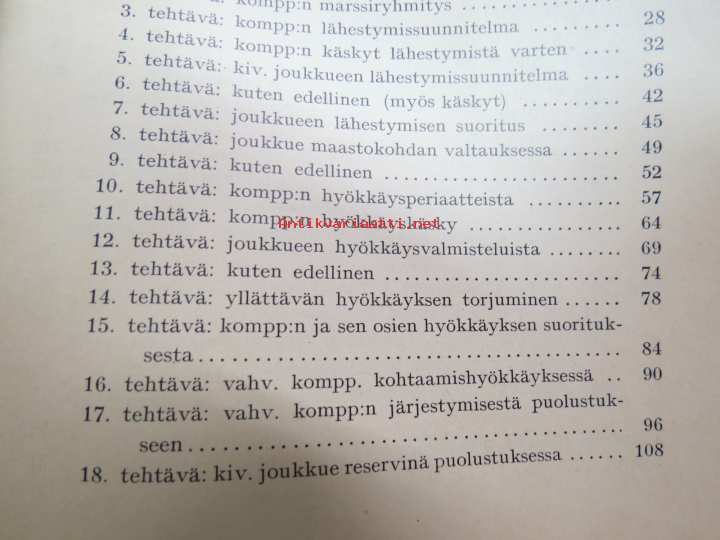 kompp:n marssiryhmitys ................
3. tehtävä: kompp:n lähestymissuunnitelma ........ 28
4. tehtävä: kompp:n käskyt lähestymistä varten .... 32
5. tehtävä: kiv. joukkueen lähestymissuunnitelma .... 36
6. tehtävä: kuten edellinen (myös käskyt) .......... 42
7. tehtävä: joukkueen lähestymisen suoritus ........ 45
8. tehtävä: joukkue maastokohdan valtauksessa ...... 49
9. tehtävä: kuten edellinen ........................ 52
10. tehtävä: kompp:n hyökkäysperiaatteista .......... 57
11. tehtävä: kompp:n hyökkäyskäsky ................ 64
Antikvariaatti.net
12. tehtävä: joukkueen hyökkäysvalmisteluista ........ 69
13. tehtävä: kuten edellinen ........................ 74
14. tehtävä: yllättävän hyökkäyksen torjuminen ...... 78
15. tehtävä: kompp:n ja sen osien hyökkäyksen suorituk-
sesta ........................................ 84
16. tehtävä: vahv. kompp. kohtaamishyökkäyksessä .. 90
17. tehtävä: vahv. kompp:n järjestymisestä puolustuk-
seen ........................................ 96
18. tehtävä: kiv. joukkue reservinä puolustuksessa ...... 108